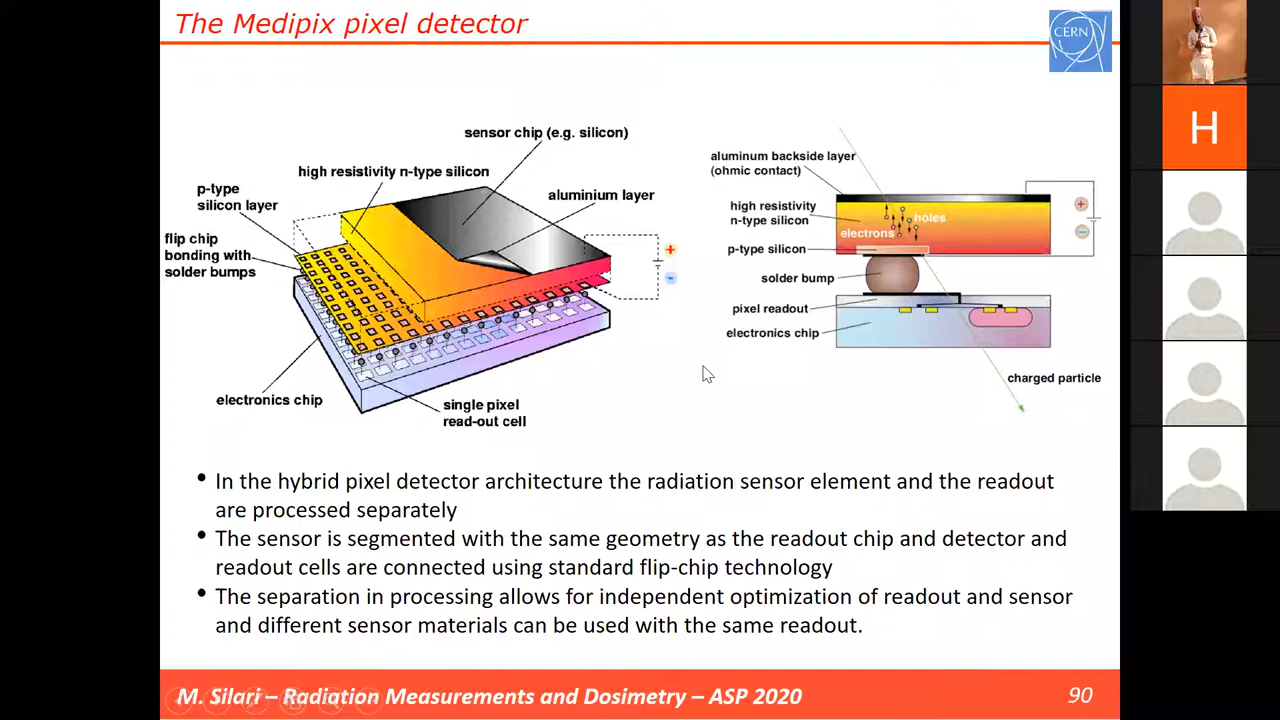 The Medipix pixel detector
CERN
H
sensor chip (e.g. silicon)
high resistivity n-type silicon
p-type
silicon layer
aluminium layer
flip chip
bonding with
solder bumps
+
-
electronics chip
single pixel
read-out cell
aluminum backside layer
(ohmic contact)
high resistivity
n-type silicon
holes
electrons
p-type silicon
solder bump
pixel readout
electronics chip
+
-
charged particle
• In the hybrid pixel detector architecture the radiation sensor element and the readout
are processed separately
• The sensor is segmented with the same geometry as the readout chip and detector and
readout cells are connected using standard flip-chip technology
• The separation in processing allows for independent optimization of readout and sensor
and different sensor materials can be used with the same readout.
M. Silari – Radiation Measurements and Dosimetry – ASP 2020
90